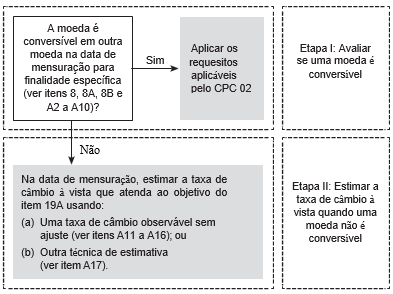 A moeda é
conversível em outra
moeda na data de
mensuração para
finalidade específica
(ver itens 8, 8A, 8B e
A2 a A10)?
Sim
Aplicar os
requesitos
aplicáveis
pelo CPC 02
Etapa I: Avaliar
se uma moeda é
conversível
Não
Na data de mensuração, estimar a taxa de
câmbio à vista que atenda ao objetivo do
item 19A usando:
(a) Uma taxa de câmbio observável sem
ajuste (ver itens A11 a A16); ou
(b) Outra técnica de estimativa
(ver item A17).
Etapa II: Estimar a
taxa de câmbio à
vista quando uma
moeda não é
conversível